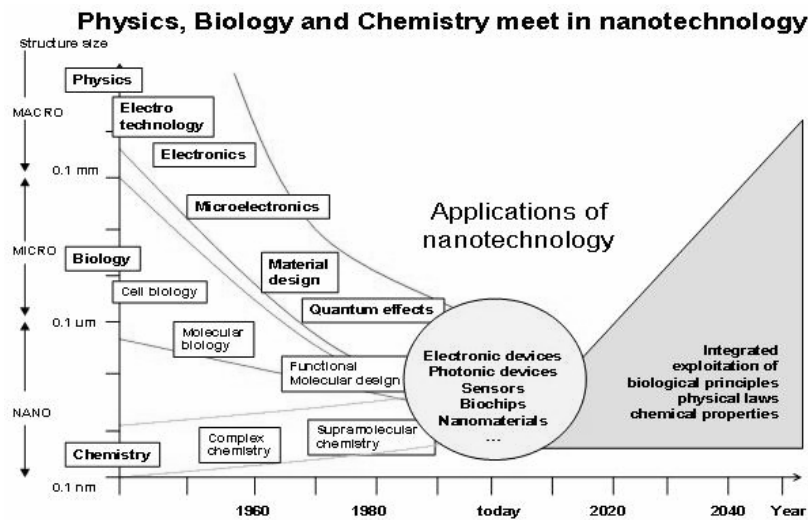 Physics, Biology and Chemistry meet in nanotechnology
Structure size
Physics
MACRO
Electro
technology
Electronics
0.1 mm
Microelectronics
Applications of
nanotechnology
MICRO
Biology
Material
design
Cell biology
Quantum effects
0.1 um
Molecular
biology
Functional
Molecular design
Electronic devices
Photonic devices
Sensors
Biochips
Nanomaterials
...
Integrated
exploitation of
biological principles
physical laws
chemical properties
NANO
Complex
chemistry
Supramolecular
chemistry
Chemistry
0.1 nm
1960 1980 today 2020 2040 Year